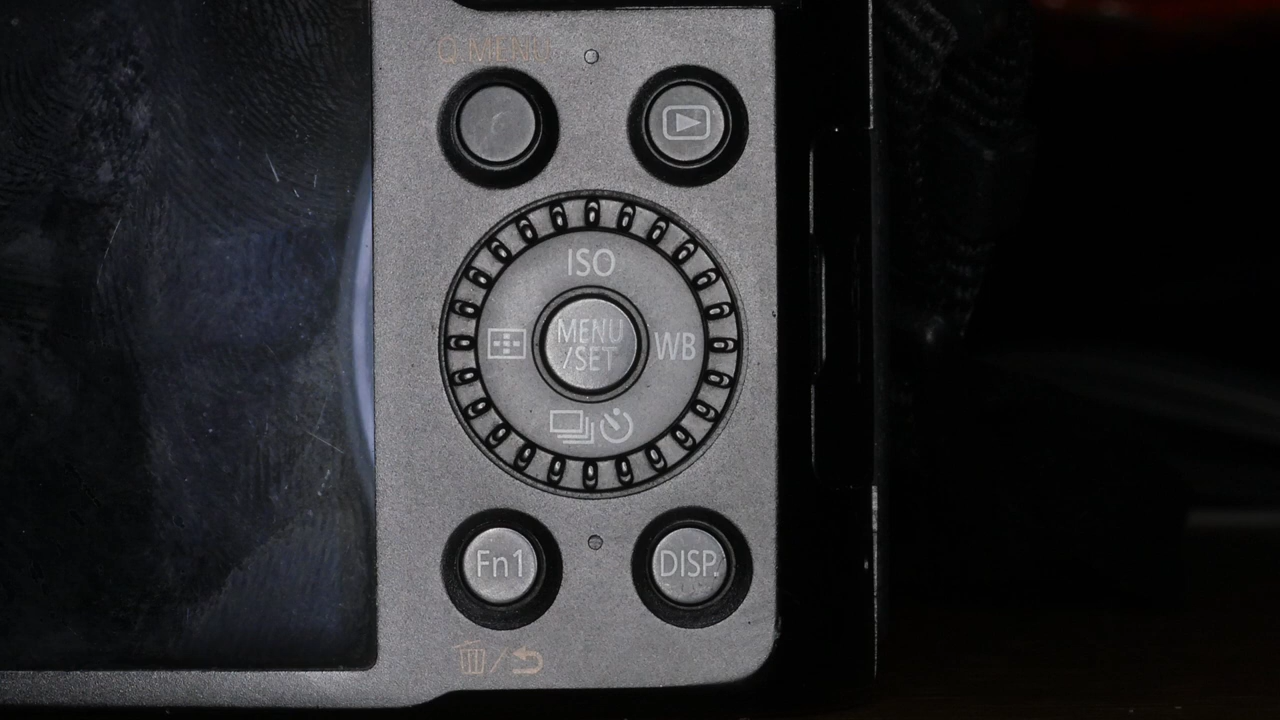 Q.MENU
ISO
MENU
/SET
WB
Fn1
DISP.
/